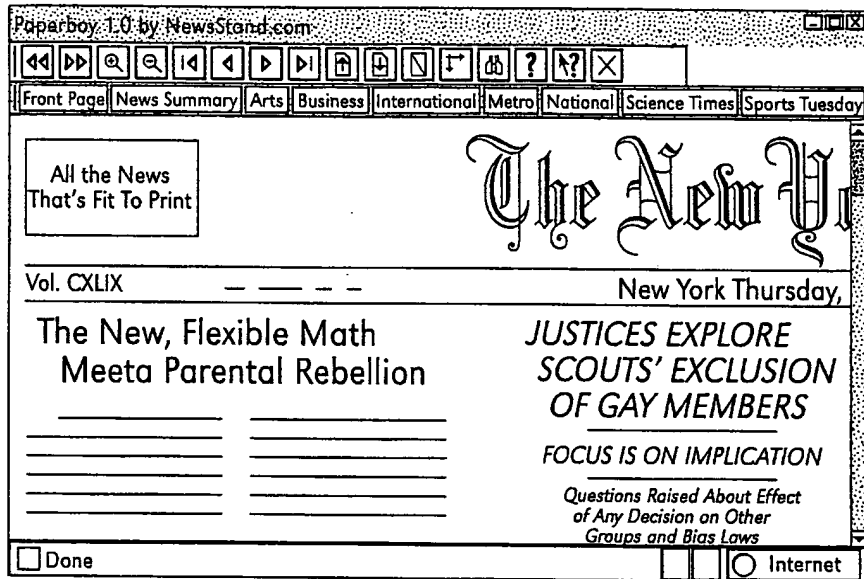 Paperboy 1.0 by NewsStand.com
Front Page News Summary Arts Business International Metro National Science Times Sports Tuesday
All the News
That's Fit To Print
The New Yo
Vol. CXLIX
New York Thursday,
The New, Flexible Math
Meeta Parental Rebellion
JUSTICES EXPLORE
SCOUTS' EXCLUSION
OF GAY MEMBERS
FOCUS IS ON IMPLICATION
Questions Raised About Effect
of Any Decision on Other
Groups and Bias Laws
Done
Internet